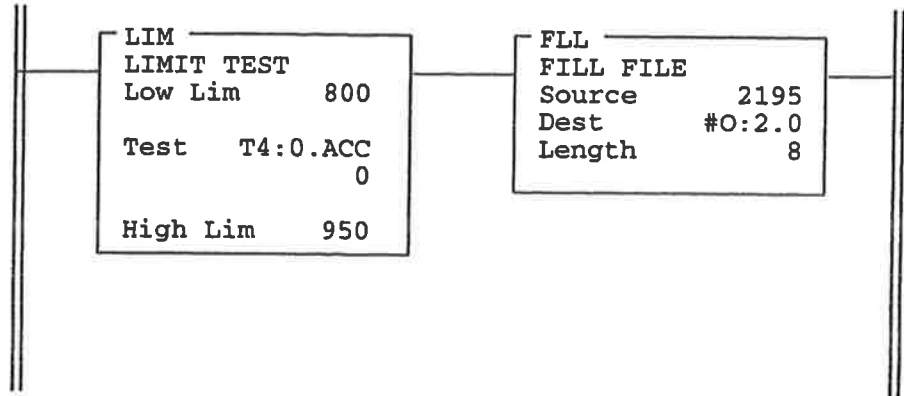 LIM
LIMIT TEST
Low Lim 800
Test T4:0.ACC
0
High Lim 950
FLL
FILL FILE
Source 2195
Dest #O:2.0
Length 8